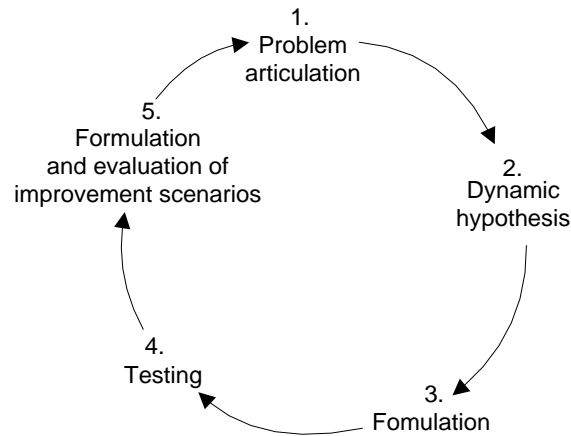 1.
Problem
articulation
2.
Dynamic
hypothesis
3.
Fomulation
4.
Testing
5.
Formulation
and evaluation of
improvement scenarios